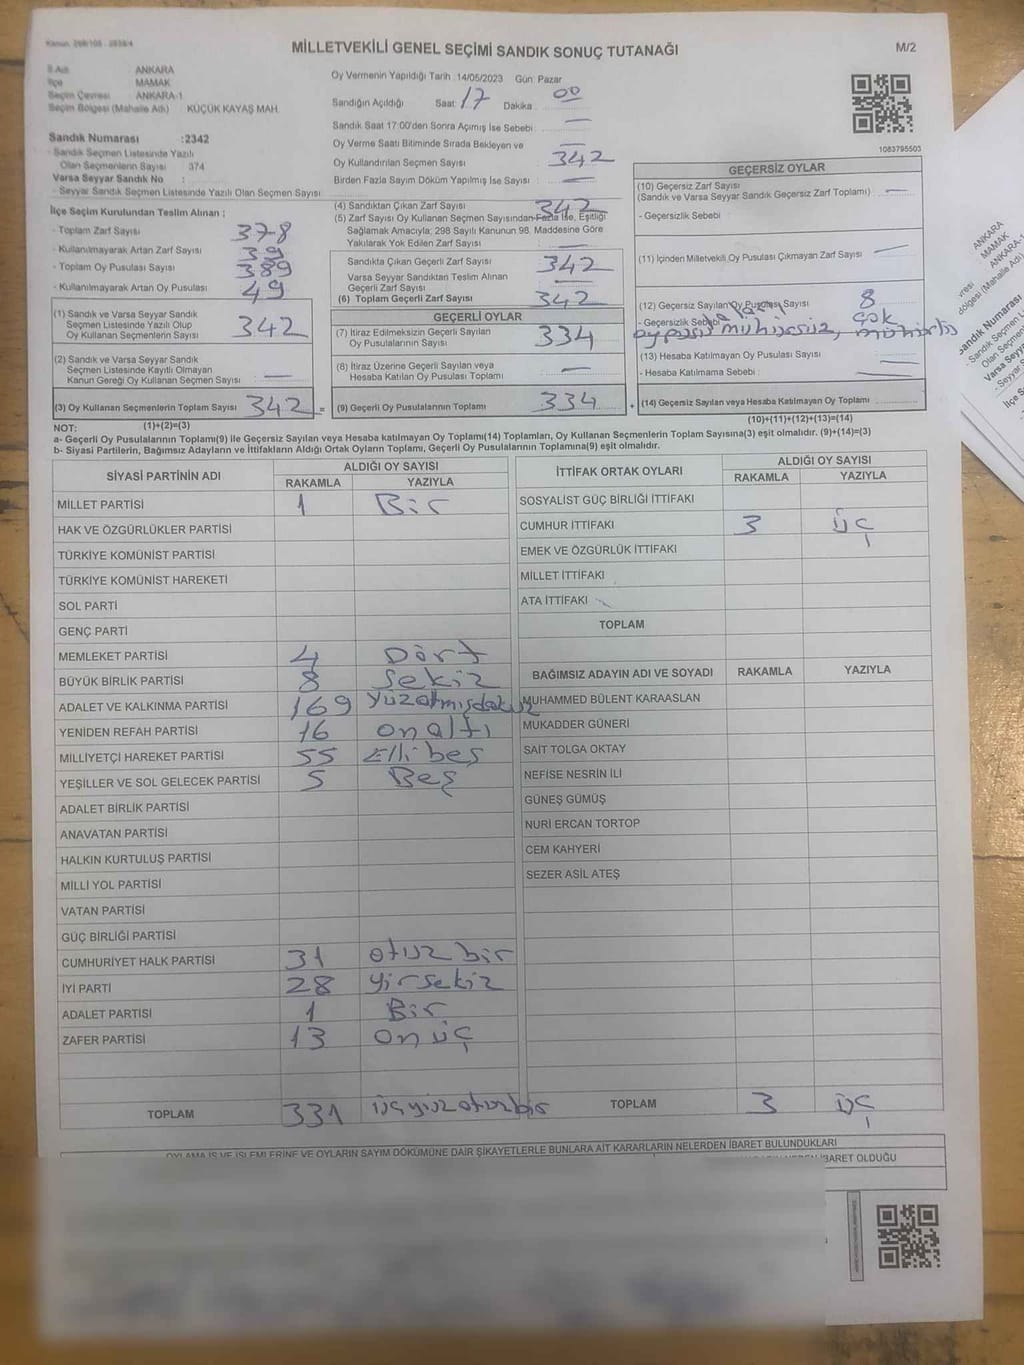 Kanun: 298/105 - 2839/4
MİLLETVEKİLİ GENEL SEÇİMİ SANDIK SONUÇ TUTANAĞI
M/2
İl Adı : ANKARA
İlçe : MAMAK
Seçim Çevresi : ANKARA-1
Seçim Bölgesi (Mahalle Adı) : KÜÇÜK KAYAŞ MAH.
Sandık Numarası :2342
- Sandık Seçmen Listesinde Yazılı
Olan Seçmenlerin Sayısı : 374
Varsa Seyyar Sandık No :
- Seyyar Sandık Seçmen Listesinde Yazılı Olan Seçmen Sayısı :
İlçe Seçim Kurulundan Teslim Alınan ;
- Toplam Zarf Sayısı : 378
- Kullanılmayarak Artan Zarf Sayısı : 39
- Toplam Oy Pusulası Sayısı : 389
- Kullanılmayarak Artan Oy Pusulası : 49
(1) Sandık ve Varsa Seyyar Sandık
Seçmen Listesinde Yazılı Olup
Oy Kullanan Seçmenlerin Sayısı : 342
(2) Sandık ve Varsa Seyyar Sandık
Seçmen Listesinde Kayıtlı Olmayan
Kanun Gereği Oy Kullanan Seçmen Sayısı : —
(3) Oy Kullanan Seçmenlerin Toplam Sayısı : 342 =
Oy Vermenin Yapıldığı Tarih :14/05/2023 Gün: Pazar
Sandığın Açıldığı Saat: 17 Dakika : 00
Sandık Saat 17:00'den Sonra Açımış İse Sebebi : —
Oy Verme Saati Bitiminde Sırada Bekleyen ve
Oy Kullandırılan Seçmen Sayısı : 342
Birden Fazla Sayım Döküm Yapılmış İse Sayısı : —
(4) Sandıktan Çıkan Zarf Sayısı : 342
(5) Zarf Sayısı Oy Kullanan Seçmen Sayısından Fazla İse, Eşitliği
Sağlamak Amacıyla; 298 Sayılı Kanunun 98. Maddesine Göre
Yakılarak Yok Edilen Zarf Sayısı : —
Sandıkta Çıkan Geçerli Zarf Sayısı : 342
Varsa Seyyar Sandıktan Teslim Alınan
Geçerli Zarf Sayısı : —
(6) Toplam Geçerli Zarf Sayısı : 342
GEÇERLİ OYLAR
(7) İtiraz Edilmeksizin Geçerli Sayılan
Oy Pusulalarının Sayısı : 334
(8) İtiraz Üzerine Geçerli Sayılan veya
Hesaba Katılan Oy Pusulaları Toplamı : —
(9) Geçerli Oy Pusulalarının Toplamı : 334
1083795503
GEÇERSİZ OYLAR
(10) Geçersiz Zarf Sayısı
(Sandık ve Varsa Seyyar Sandık Geçersiz Zarf Toplamı) : —
- Geçersizlik Sebebi :
(11) İçinden Milletvekili Oy Pusulası Çıkmayan Zarf Sayısı : —
(12) Geçersiz Sayılan Oy Pusulası Sayısı : 8
- Geçersizlik Sebebi : çok
oy pusula mühürsüz,
(13) Hesaba Katılmayan Oy Pusulası Sayısı : —
- Hesaba Katılmama Sebebi : —
+ (14) Geçersiz Sayılan veya Hesaba Katılmayan Oy Toplamı :
NOT: (1)+(2)=(3) (10)+(11)+(12)+(13)=(14)
a- Geçerli Oy Pusulalarının Toplamı(9) ile Geçersiz Sayılan veya Hesaba katılmayan Oy Toplamı(14) Toplamları, Oy Kullanan Seçmenlerin Toplam Sayısına(3) eşit olmalıdır. (9)+(14)=(3)
b- Siyasi Partilerin, Bağımsız Adayların ve İttifakların Aldığı Ortak Oyların Toplamı, Geçerli Oy Pusulalarının Toplamına(9) eşit olmalıdır.
SİYASİ PARTİNİN ADI ALDIĞI OY SAYISI
RAKAMLA YAZIYLA
MİLLET PARTİSİ 1 Bir
HAK VE ÖZGÜRLÜKLER PARTİSİ
TÜRKİYE KOMÜNİST PARTİSİ
TÜRKİYE KOMÜNİST HAREKETİ
SOL PARTİ
GENÇ PARTİ
MEMLEKET PARTİSİ 4 Dört
BÜYÜK BİRLİK PARTİSİ 8 Sekiz
ADALET VE KALKINMA PARTİSİ 169 Yüzatmışdokuz
YENİDEN REFAH PARTİSİ 16 onaltı
MİLLİYETÇİ HAREKET PARTİSİ 55 Elli beş
YEŞİLLER VE SOL GELECEK PARTİSİ 5 Beş
ADALET BİRLİK PARTİSİ
ANAVATAN PARTİSİ
HALKIN KURTULUŞ PARTİSİ
MİLLİ YOL PARTİSİ
VATAN PARTİSİ
GÜÇ BİRLİĞİ PARTİSİ
CUMHURİYET HALK PARTİSİ 31 otuz bir
İYİ PARTİ 28 yirsekiz
ADALET PARTİSİ 1 Bir
ZAFER PARTİSİ 13 on üç
TOPLAM 331 üçyüzotuzbir
İTTİFAK ORTAK OYLARI ALDIĞI OY SAYISI
RAKAMLA YAZIYLA
SOSYALİST GÜÇ BİRLİĞİ İTTİFAKI
CUMHUR İTTİFAKI 3 üç
EMEK VE ÖZGÜRLÜK İTTİFAKI
MİLLET İTTİFAKI
ATA İTTİFAKI
TOPLAM
BAĞIMSIZ ADAYIN ADI VE SOYADI RAKAMLA YAZIYLA
MUHAMMED BÜLENT KARAASLAN
MUKADDER GÜNERİ
SAİT TOLGA OKTAY
NEFİSE NESRİN İLİ
GÜNEŞ GÜMÜŞ
NURİ ERCAN TORTOP
CEM KAHYERİ
SEZER ASİL ATEŞ
TOPLAM 3 üç
OYLAMA İŞ VE İŞLEMLERİNE VE OYLARIN SAYIM DÖKÜMÜNE DAİR ŞİKAYETLERLE BUNLARA AİT KARARLARIN NELERDEN İBARET BULUNDUKLARI
İBARET OLDUĞU
ANKARA
MAMAK
ANKARA-1